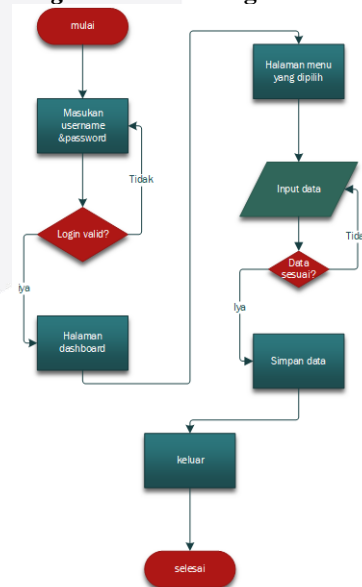 mulai
Masukan
username
&password
Tidak
Login valid?
iya
Halaman
dashboard
Halaman menu
yang dipilih
Input data
Data
sesuai?
Iya
Simpan data
keluar
selesai